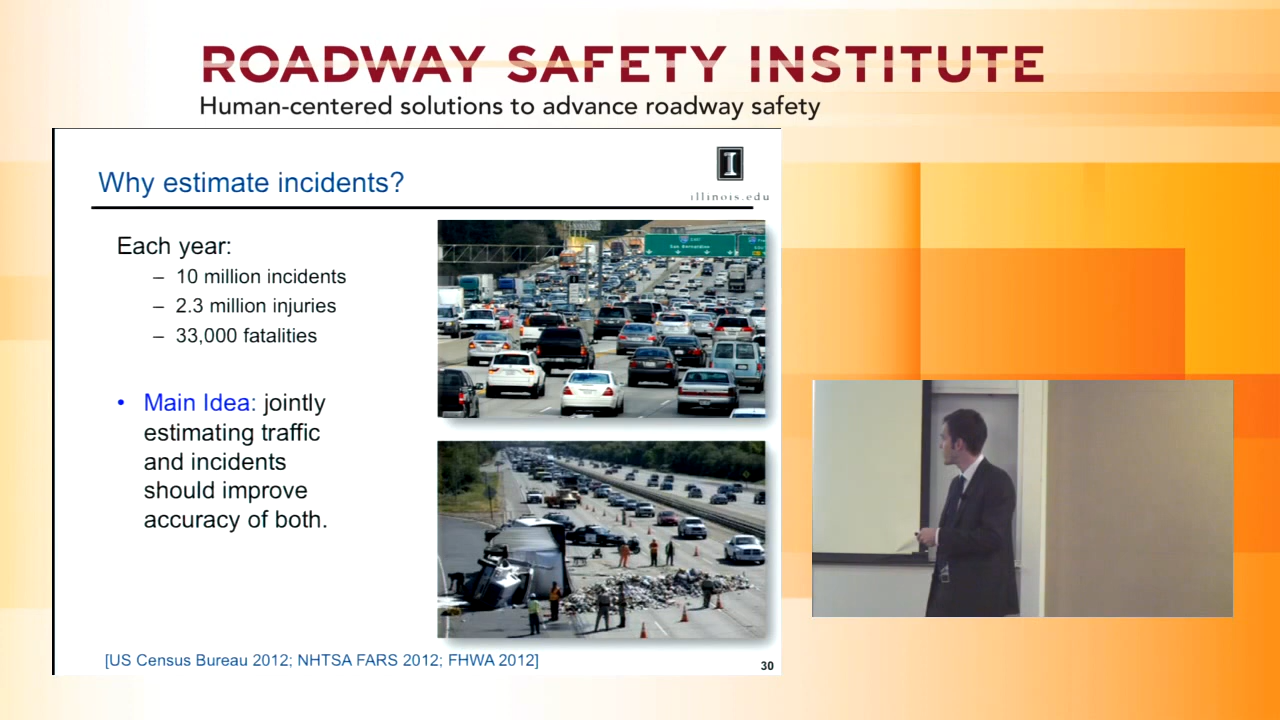 ROADWAY SAFETY INSTITUTE
Human-centered solutions to advance roadway safety
Why estimate incidents?
I
illinois.edu
Each year:
– 10 million incidents
– 2.3 million injuries
– 33,000 fatalities
• Main Idea: jointly
estimating traffic
and incidents
should improve
accuracy of both.
San Bernardino
[US Census Bureau 2012; NHTSA FARS 2012; FHWA 2012]
30